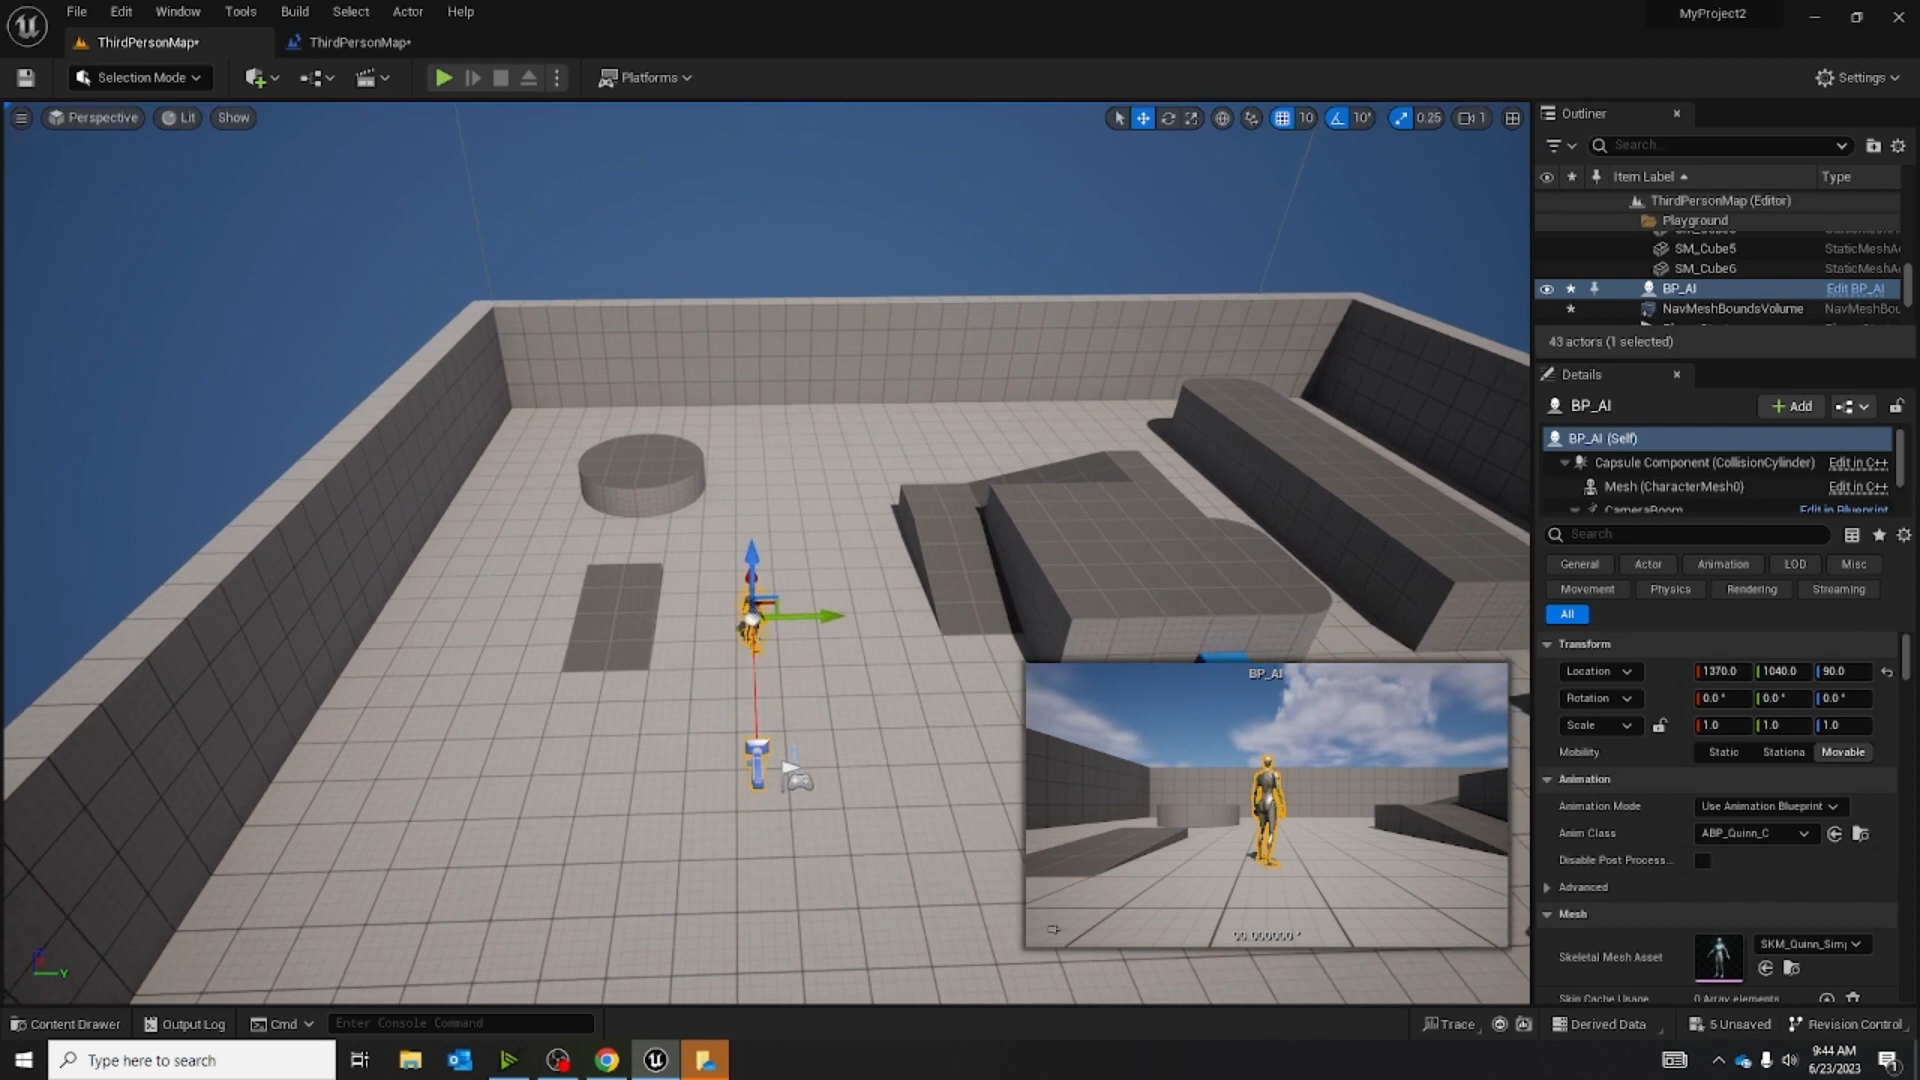 File Edit Window Tools Build Select Actor Help
MyProject2
ThirdPersonMap*
ThirdPersonMap*
Selection Mode
Platforms
Settings
Perspective
Lit
Show
10
10°
0.25
1
Outliner
Search...
Item Label
Type
ThirdPersonMap (Editor)
Playground
SM_Cube5
StaticMeshA
SM_Cube6
StaticMeshA
BP_AI
Edit BP_AI
NavMeshBoundsVolume
NavMeshBou
43 actors (1 selected)
Details
BP_AI
Add
BP_AI (Self)
Capsule Component (CollisionCylinder)
Edit in C++
Mesh (CharacterMesh0)
Edit in C++
CameraBoom
Edit in Blueprint
Search
General
Actor
Animation
LOD
Misc
Movement
Physics
Rendering
Streaming
All
Transform
Location
1370.0
1040.0
90.0
Rotation
0.0°
0.0°
0.0°
Scale
1.0
1.0
1.0
Mobility
Static
Stationa
Movable
Animation
Animation Mode
Use Animation Blueprint
Anim Class
ABP_Quinn_C
Disable Post Process...
Advanced
Mesh
Skeletal Mesh Asset
SKM_Quinn_Simp
Skin Cache Usage
0 Array elements
BP_AI
90.000000°
Z
Y
Content Drawer
Output Log
Cmd
Enter Console Command
Trace
Derived Data
5 Unsaved
Revision Control
Type here to search
9:44 AM
6/23/2023
1